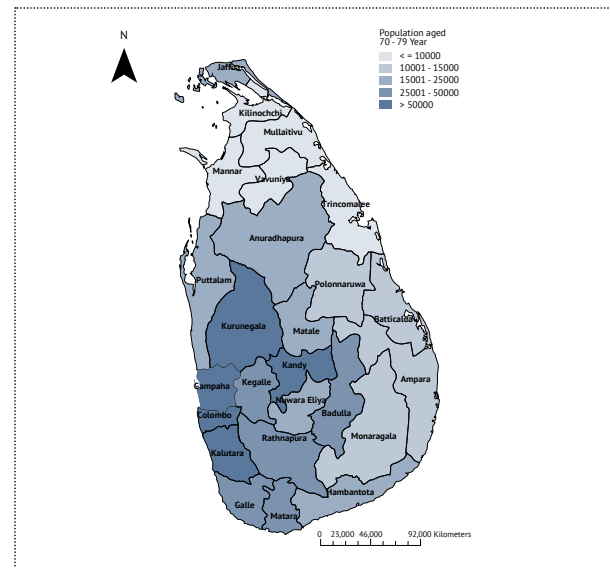 N
Population aged
70 - 79 Year
< = 10000
10001 - 15000
15001 - 25000
25001 - 50000
> 50000
Jaffna
Kilinochchi
Mullaitivu
Mannar
Vavuniya
Trincomalee
Anuradhapura
Puttalam
Polonnaruwa
Batticaloa
Kurunegala
Matale
Kandy
Ampara
Gampaha
Kegalle
Nuwara Eliya
Badulla
Colombo
Rathnapura
Monaragala
Kalutara
Hambantota
Galle
Matara
0 23,000 46,000 92,000 Kilometers